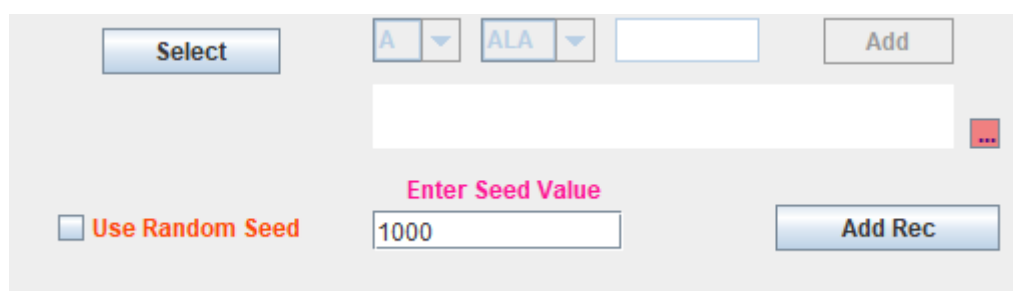 Select A ALA Add
...
Enter Seed Value
Use Random Seed 1000 Add Rec